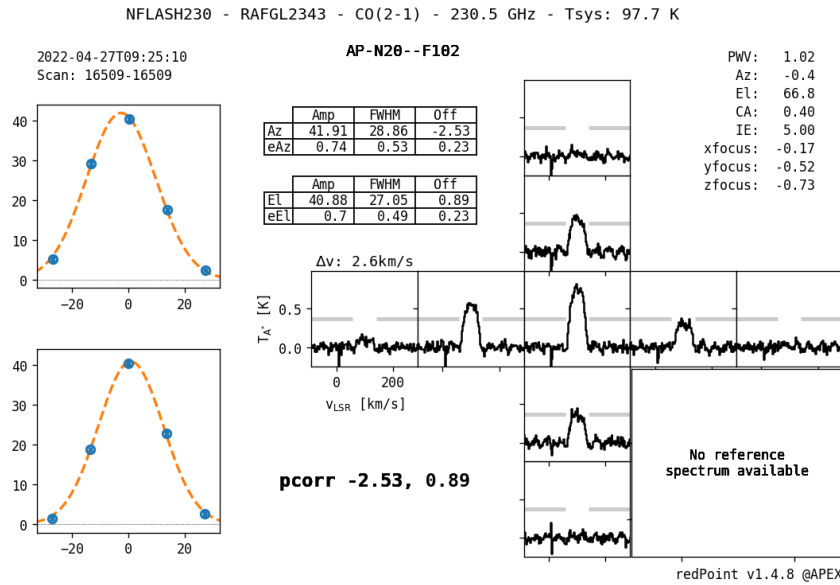 NFLASH230 - RAFGL2343 - CO(2-1) - 230.5 GHz - Tsys: 97.7 K
2022-04-27T09:25:10
Scan: 16509-16509
AP-N20--F102
PWV: 1.02
Az: -0.4
El: 66.8
CA: 0.40
IE: 5.00
xfocus: -0.17
yfocus: -0.52
zfocus: -0.73
40
30
20
10
0
−20 0 20
Amp FWHM Off
Az 41.91 28.86 -2.53
eAz 0.74 0.53 0.23
Amp FWHM Off
El 40.88 27.05 0.89
eEl 0.7 0.49 0.23
Δv: 2.6km/s
TA* [K]
0.5
0.0
0 200
vLSR [km/s]
40
30
20
10
0
−20 0 20
pcorr -2.53, 0.89
No reference
spectrum available
redPoint v1.4.8 @APEX